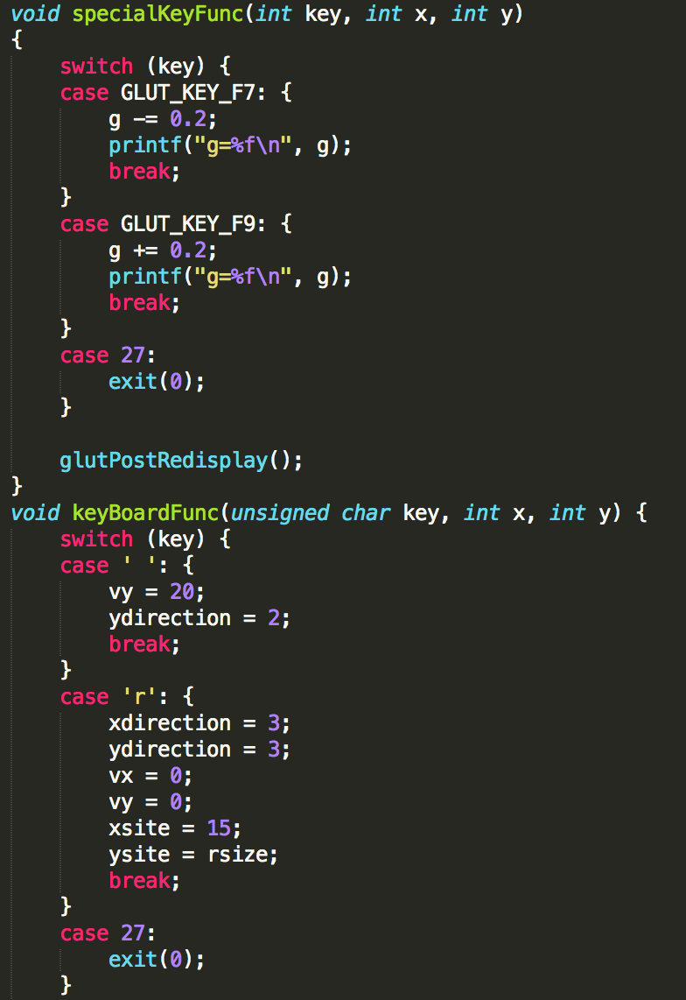 void specialKeyFunc(int key, int x, int y)
{
    switch (key) {
    case GLUT_KEY_F7: {
        g -= 0.2;
        printf("g=%f\n", g);
        break;
    }
    case GLUT_KEY_F9: {
        g += 0.2;
        printf("g=%f\n", g);
        break;
    }
    case 27:
        exit(0);
    }

    glutPostRedisplay();
}
void keyBoardFunc(unsigned char key, int x, int y) {
    switch (key) {
    case ' ': {
        vy = 20;
        ydirection = 2;
        break;
    }
    case 'r': {
        xdirection = 3;
        ydirection = 3;
        vx = 0;
        vy = 0;
        xsite = 15;
        ysite = rsize;
        break;
    }
    case 27:
        exit(0);
    }